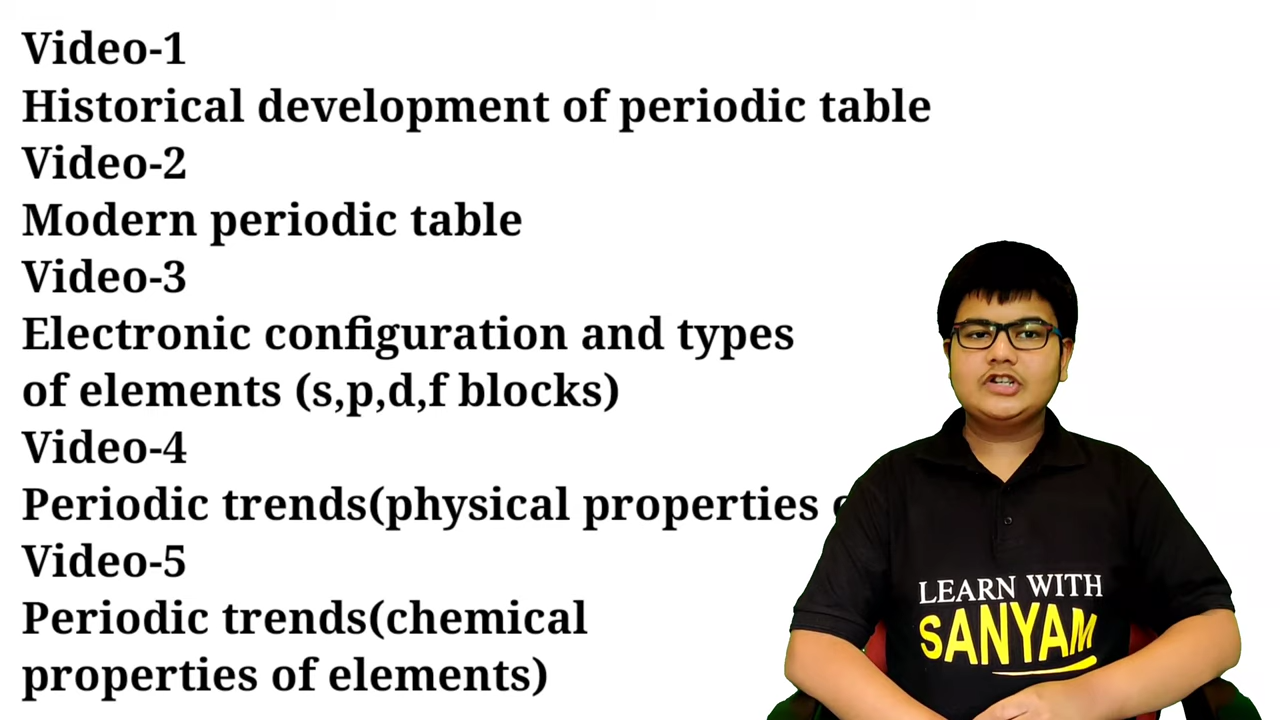 Video-1
Historical development of periodic table
Video-2
Modern periodic table
Video-3
Electronic configuration and types
of elements (s,p,d,f blocks)
Video-4
Periodic trends(physical properties
Video-5
Periodic trends(chemical
properties of elements)
LEARN WITH
SANYAM